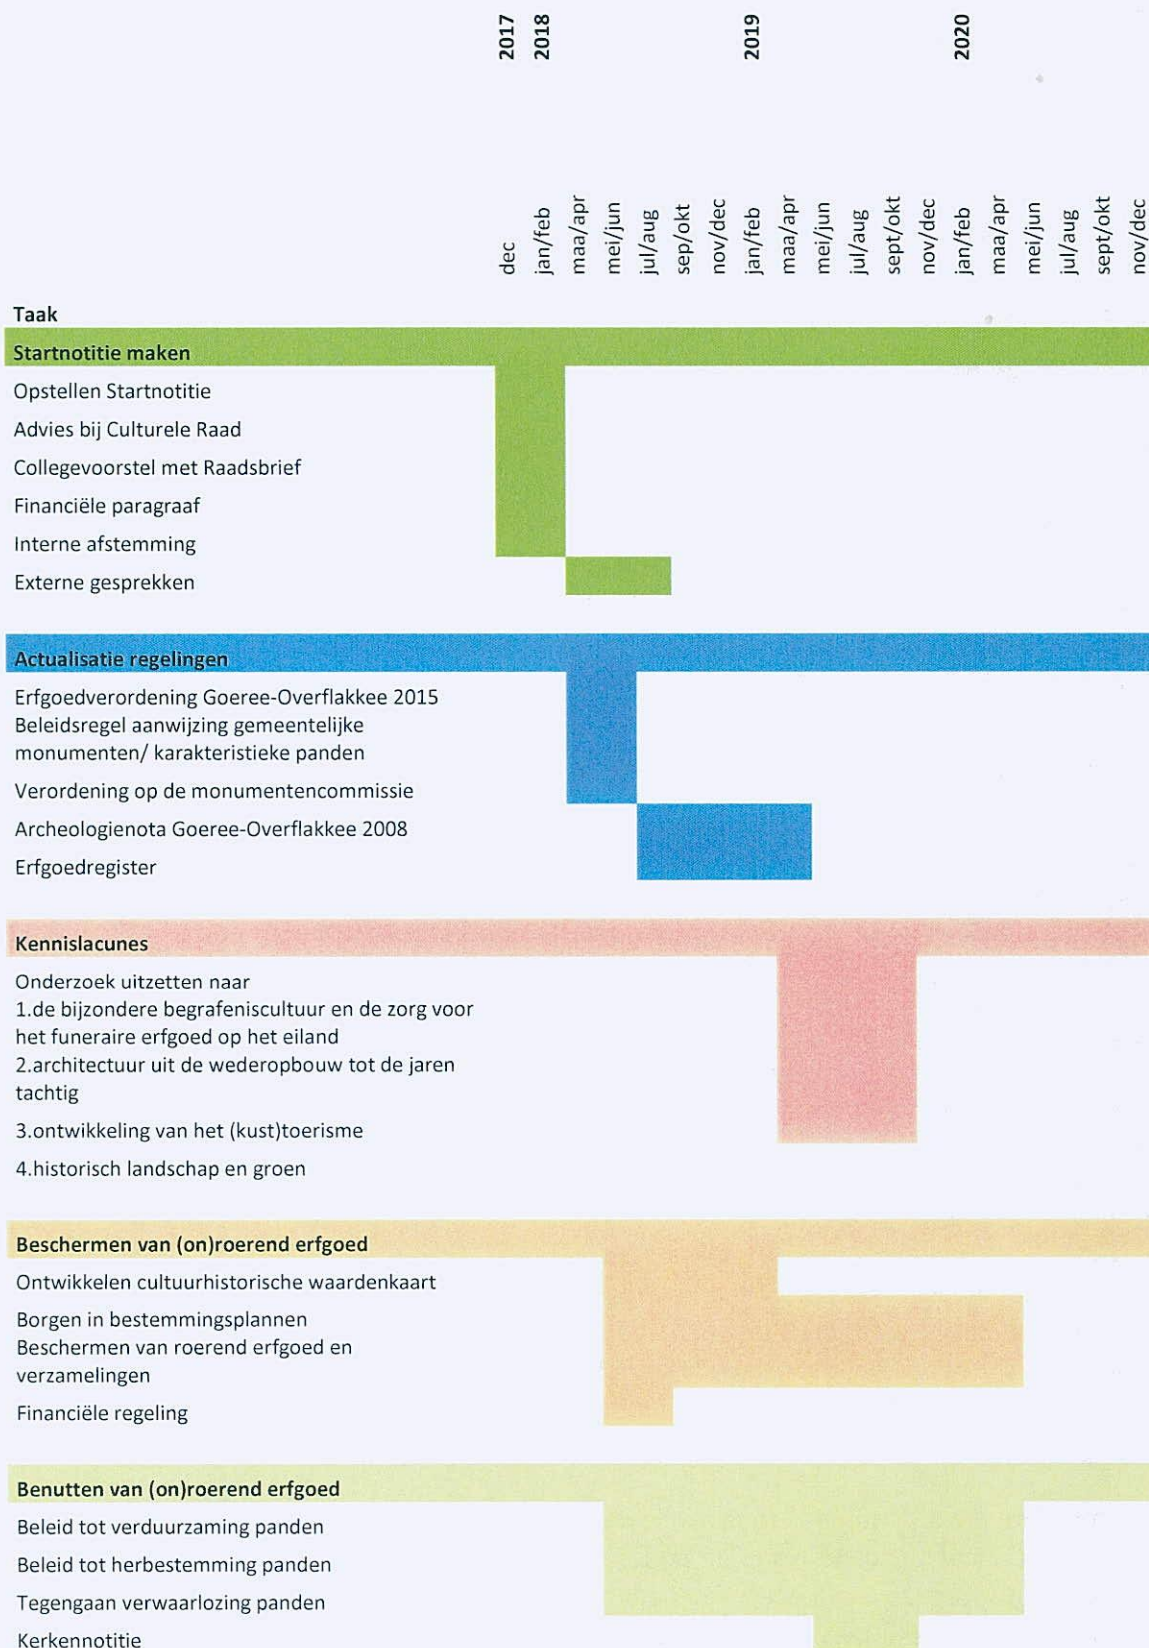 2017
2018
2019
2020
dec
jan/feb
maa/apr
mei/jun
jul/aug
sep/okt
nov/dec
jan/feb
maa/apr
mei/jun
jul/aug
sept/okt
nov/dec
jan/feb
maa/apr
mei/jun
jul/aug
sept/okt
nov/dec
Taak
Startnotitie maken
Opstellen Startnotitie
Advies bij Culturele Raad
Collegevoorstel met Raadsbrief
Financiële paragraaf
Interne afstemming
Externe gesprekken
Actualisatie regelingen
Erfgoedverordening Goeree-Overflakkee 2015
Beleidsregel aanwijzing gemeentelijke
monumenten/ karakteristieke panden
Verordening op de monumentencommissie
Archeologienota Goeree-Overflakkee 2008
Erfgoedregister
Kennislacunes
Onderzoek uitzetten naar
1.de bijzondere begrafeniscultuur en de zorg voor
het funeraire erfgoed op het eiland
2.architectuur uit de wederopbouw tot de jaren
tachtig
3.ontwikkeling van het (kust)toerisme
4.historisch landschap en groen
Beschermen van (on)roerend erfgoed
Ontwikkelen cultuurhistorische waardenkaart
Borgen in bestemmingsplannen
Beschermen van roerend erfgoed en
verzamelingen
Financiële regeling
Benutten van (on)roerend erfgoed
Beleid tot verduurzaming panden
Beleid tot herbestemming panden
Tegengaan verwaarlozing panden
Kerkennotitie